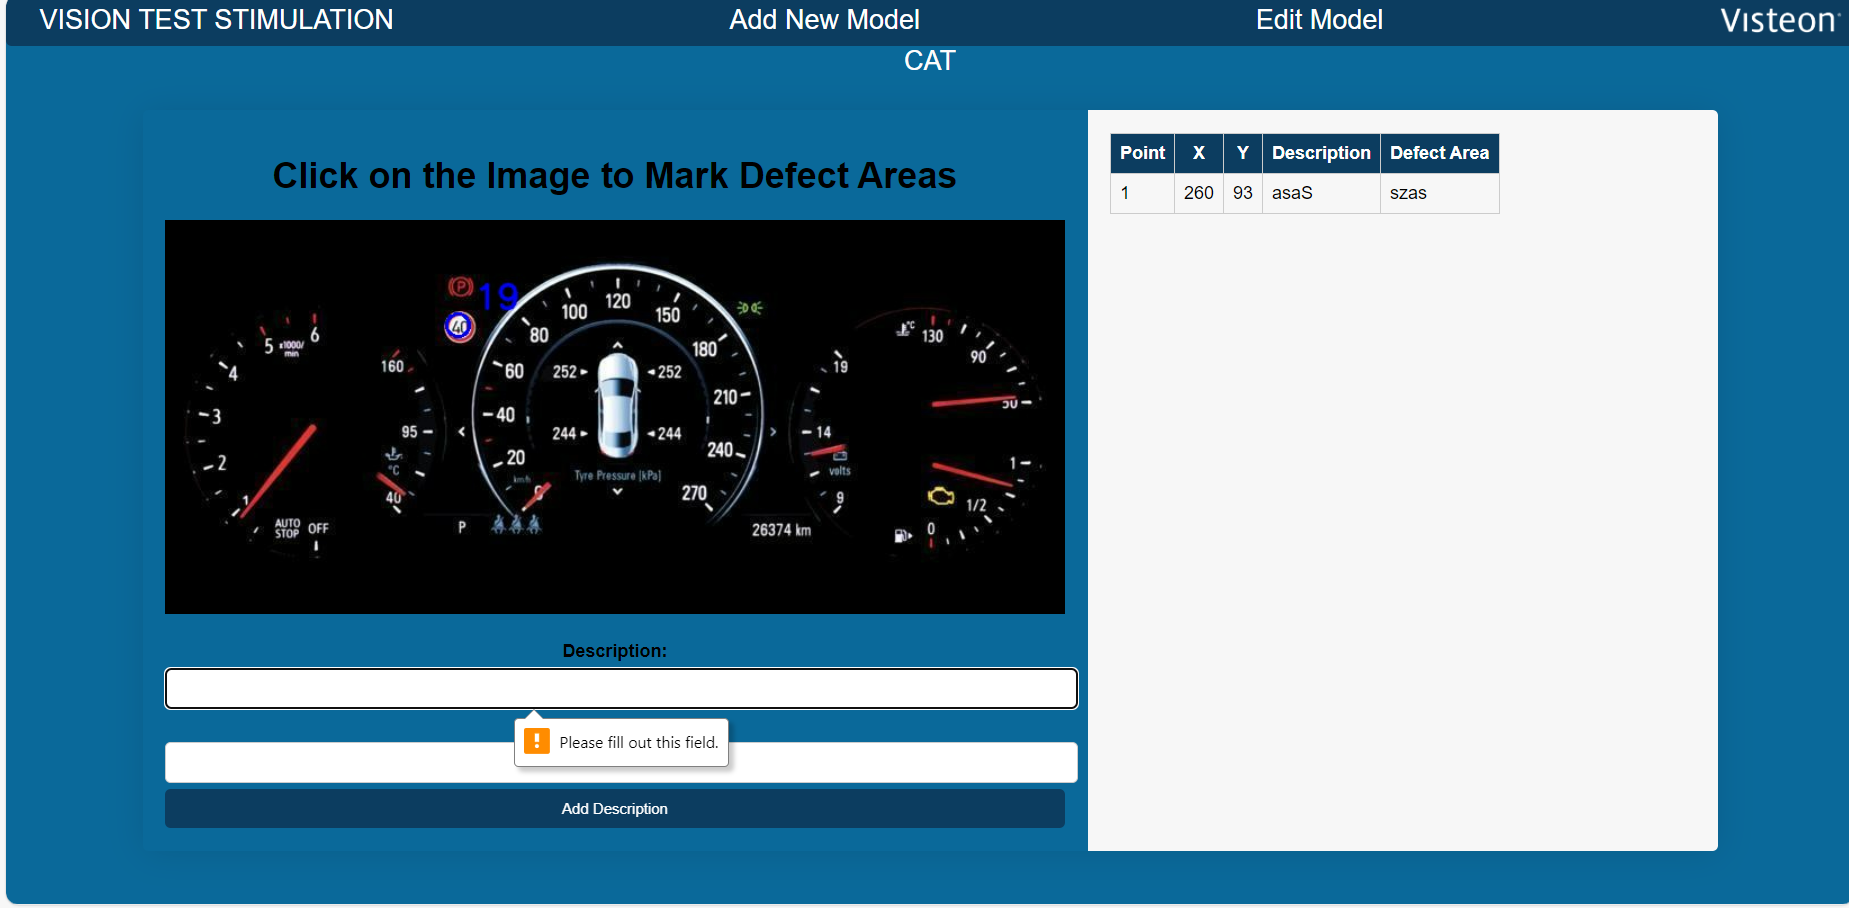 VISION TEST STIMULATION Add New Model Edit Model Visteon
CAT
Click on the Image to Mark Defect Areas
Point X Y Description Defect Area
1 260 93 asaS szas
19
40
5 x1000/ min 6
4
3
2
1
AUTO STOP OFF
160
95
°C
40
P
20
40
60
80
100
120
150
180
210
240
270
km/h
0
252 252
244 244
Tyre Pressure [kPa]
P
26374 km
19
14
volts
9
°C 130
90
50
1
1/2
0
Description:
Please fill out this field.
Add Description